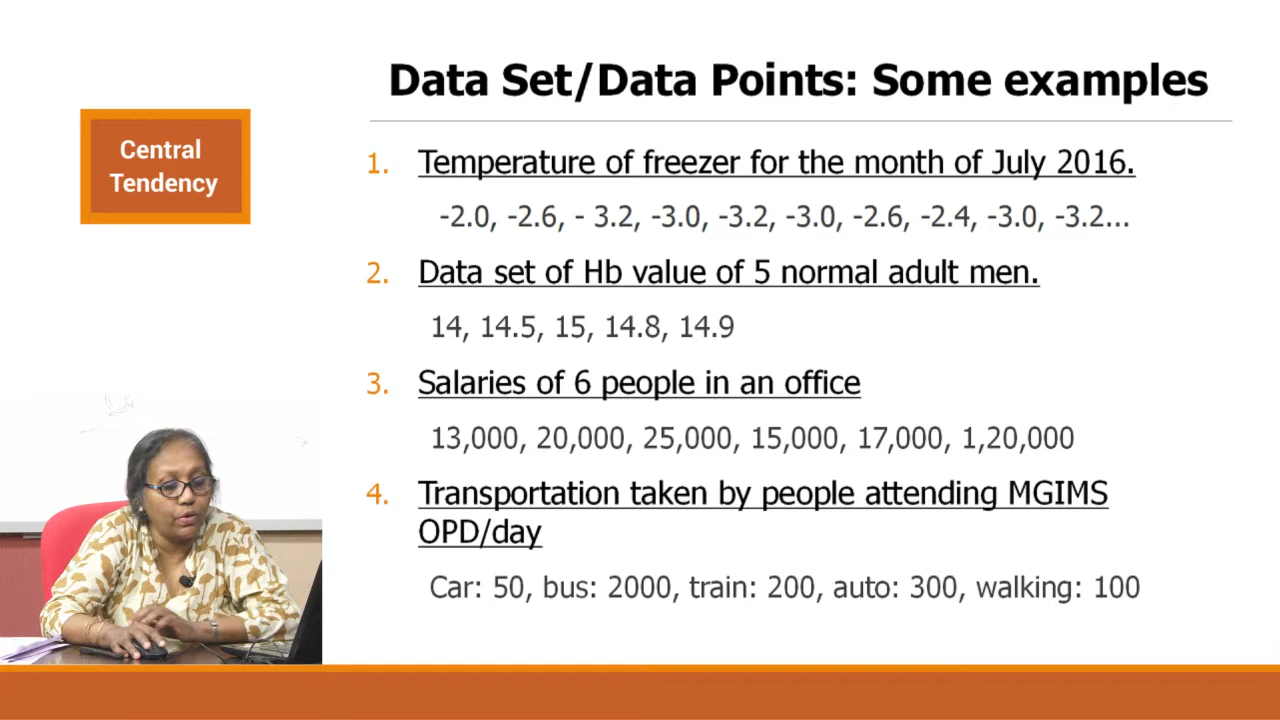 Data Set/Data Points: Some examples
Central
Tendency
1. Temperature of freezer for the month of July 2016.
-2.0, -2.6, - 3.2, -3.0, -3.2, -3.0, -2.6, -2.4, -3.0, -3.2...
2. Data set of Hb value of 5 normal adult men.
14, 14.5, 15, 14.8, 14.9
3. Salaries of 6 people in an office
13,000, 20,000, 25,000, 15,000, 17,000, 1,20,000
4. Transportation taken by people attending MGIMS
OPD/day
Car: 50, bus: 2000, train: 200, auto: 300, walking: 100